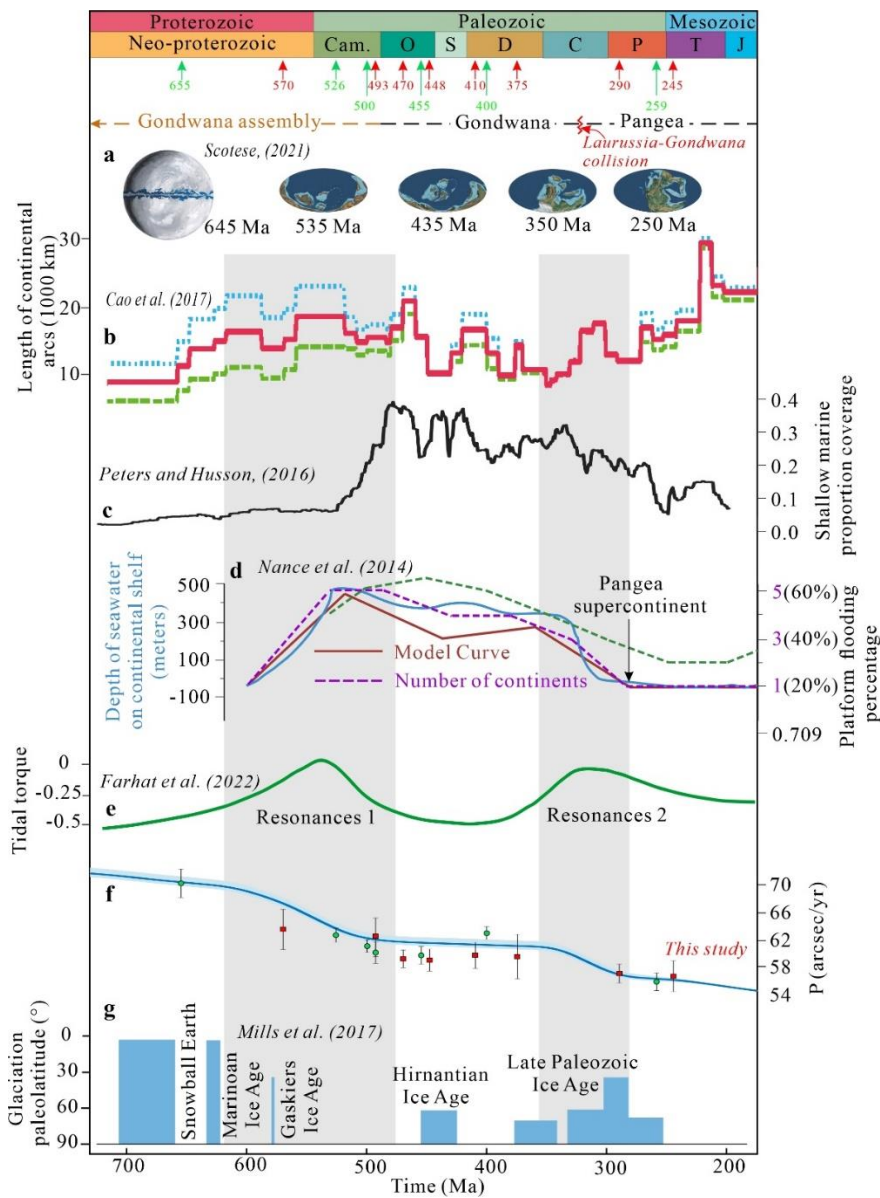 Proterozoic Paleozoic Mesozoic
Neo-proterozoic Cam. O S D C P T J
655 570 526 493 470 448 410 375 290 245
500 455 400 259
Gondwana assembly Gondwana Pangea
Laurussia-Gondwana
collision
a Scotese, (2021)
645 Ma 535 Ma 435 Ma 350 Ma 250 Ma
Length of continental
arcs (1000 km)
30
20
10
Cao et al. (2017)
b
0.4
0.3
0.2
0.1
0.0
Shallow marine
proportion coverage
Peters and Husson, (2016)
c
d Nance et al. (2014)
Depth of seawater
on continental shelf
(meters)
500
300
100
-100
Model Curve
Number of continents
Pangea
supercontinent
5(60%)
3(40%)
1(20%)
0.709
Platform flooding
percentage
Tidal torque
0
-0.25
-0.5
Farhat et al. (2022)
e
Resonances 1 Resonances 2
f
70
66
62
58
54
P (arcsec/yr)
This study
g
Mills et al. (2017)
Glaciation
paleolatitude (°)
0
30
60
90
Snowball Earth
Marinoan
Ice Age
Gaskiers
Ice Age
Hirnantian
Ice Age
Late Paleozoic
Ice Age
700 600 500 400 300 200
Time (Ma)